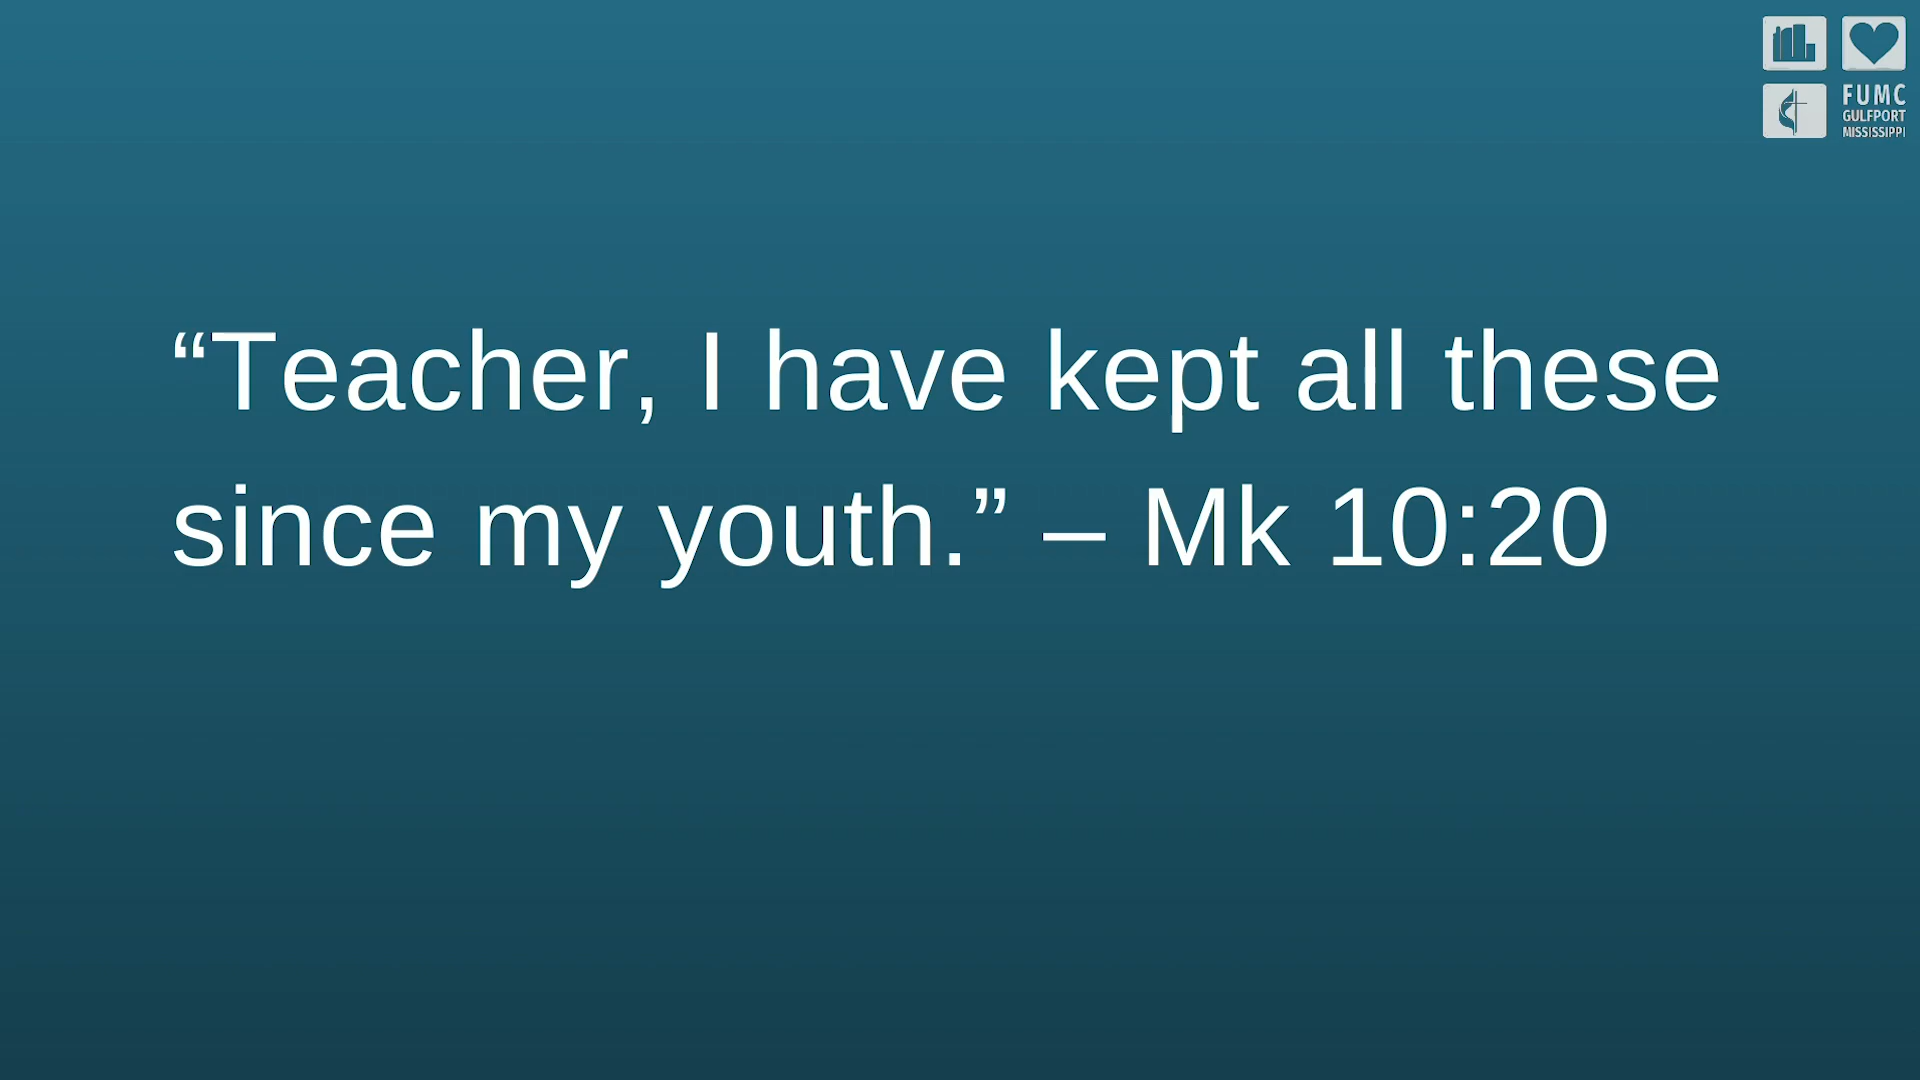 FUMC
GULFPORT
MISSISSIPPI
“Teacher, I have kept all these
since my youth.” – Mk 10:20